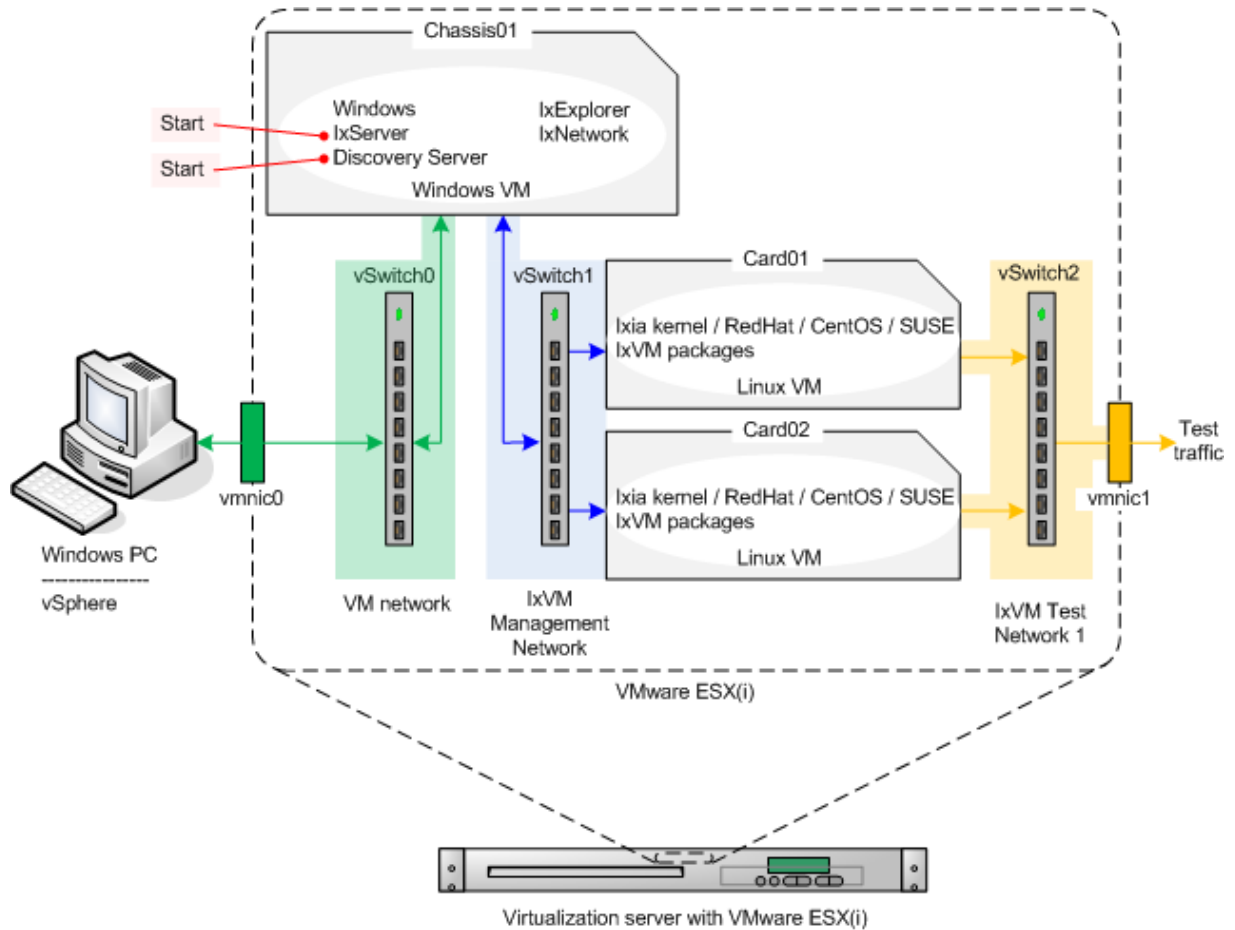 Chassis01
Start
Start
Windows
IxServer
Discovery Server
IxExplorer
IxNetwork
Windows VM
vSwitch0
vSwitch1
Card01
Ixia kernel / RedHat / CentOS / SUSE
IxVM packages
Linux VM
Card02
Ixia kernel / RedHat / CentOS / SUSE
IxVM packages
Linux VM
vSwitch2
vmnic0
vmnic1
Test
traffic
Windows PC
----------------
vSphere
VM network
IxVM
Management
Network
IxVM Test
Network 1
VMware ESX(i)
Virtualization server with VMware ESX(i)